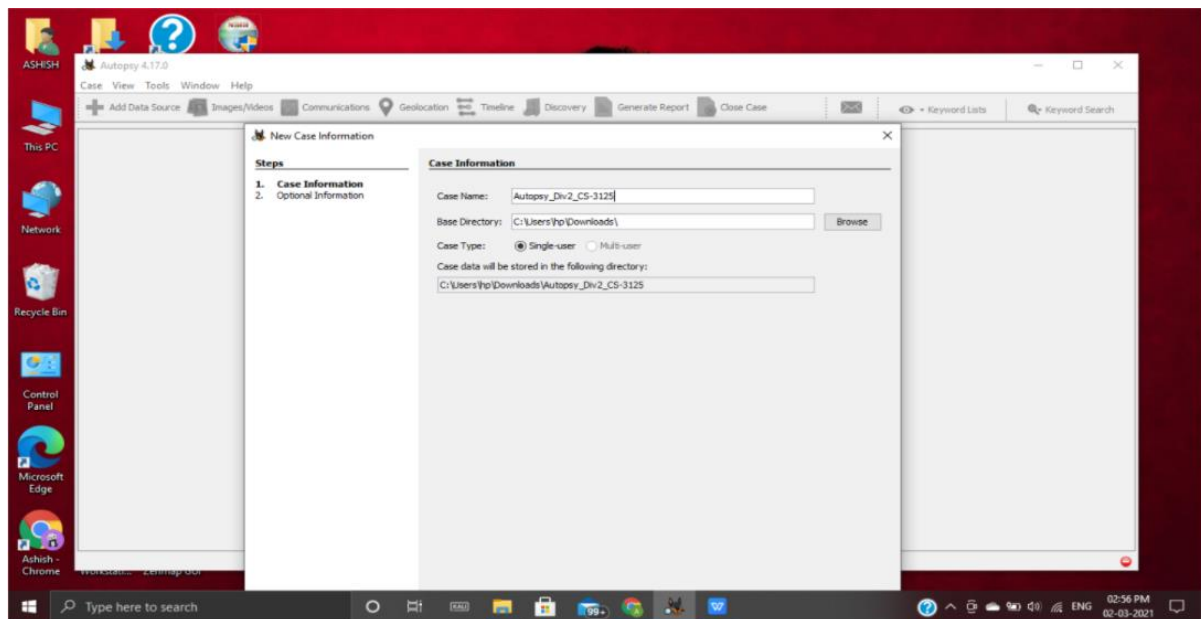 ASHISH
This PC
Network
Recycle Bin
Control
Panel
Microsoft
Edge
Ashish -
Chrome
Autopsy 4.17.0
Case View Tools Window Help
Add Data Source Images/Videos Communications Geolocation Timeline Discovery Generate Report Close Case Keyword Lists Keyword Search
New Case Information
Steps
1. Case Information
2. Optional Information
Case Information
Case Name: Autopsy_Div2_CS-3125
Base Directory: C:\Users\hp\Downloads\ Browse
Case Type: Single-user Multi-user
Case data will be stored in the following directory:
C:\Users\hp\Downloads\Autopsy_Div2_CS-3125
Type here to search
99+
ENG
02:56 PM
02-03-2021